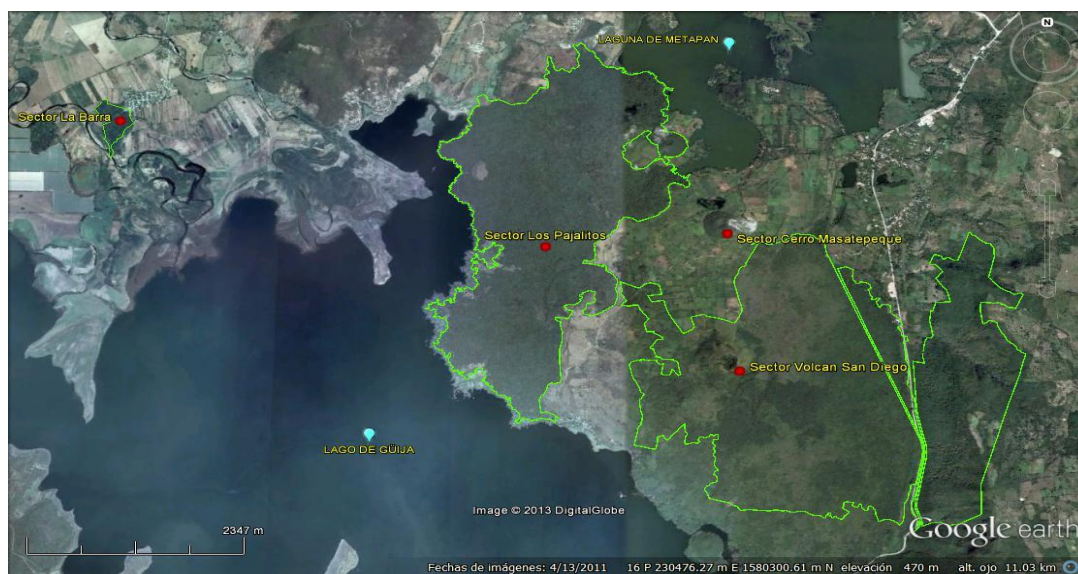 N
LAGUNA DE METAPAN
Sector La Barra
Sector Los Pajalitos
Sector Cerro Masatepeque
Sector Volcan San Diego
LAGO DE GÜIJA
Image © 2013 DigitalGlobe
2347 m
Google earth
Fechas de imágenes: 4/13/2011 16 P 230476.27 m E 1580300.61 m N elevación 470 m alt. ojo 11.03 km